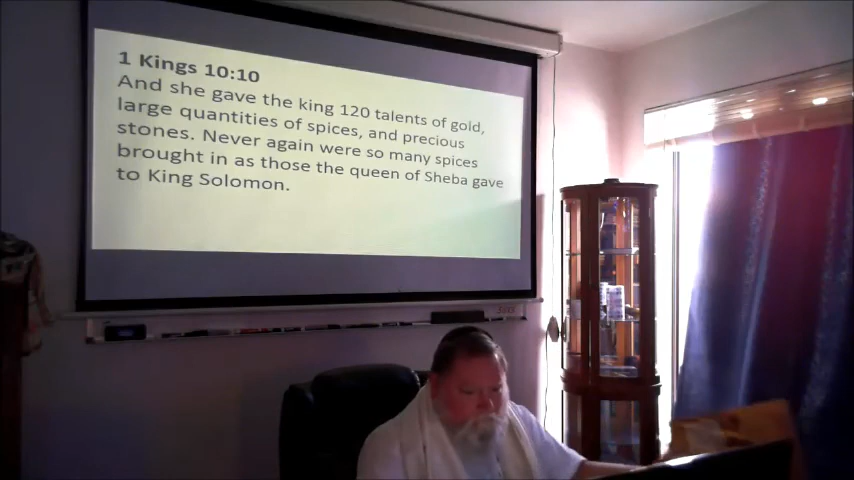 1 Kings 10:10
And she gave the king 120 talents of gold,
large quantities of spices, and precious
stones. Never again were so many spices
brought in as those the queen of Sheba gave
to King Solomon.